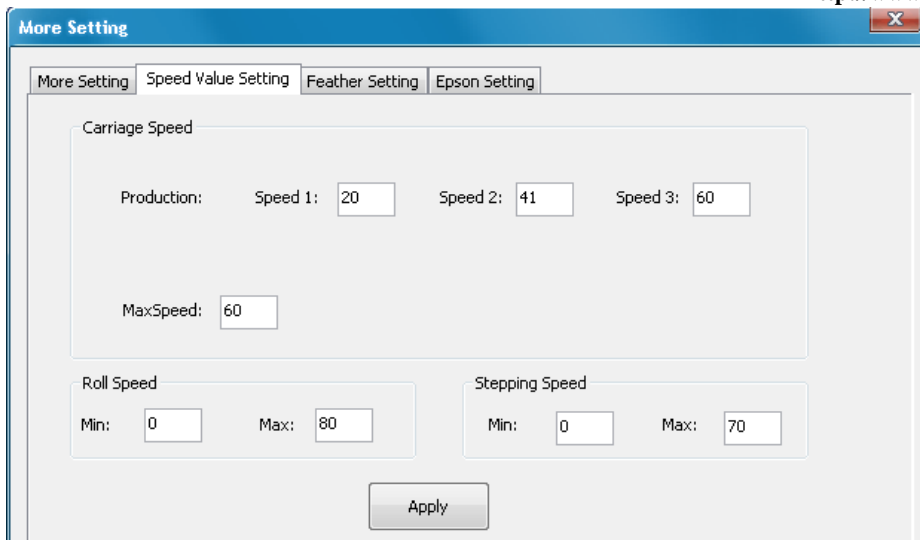 More Setting
More Setting Speed Value Setting Feather Setting Epson Setting
Carriage Speed
Production: Speed 1: 20 Speed 2: 41 Speed 3: 60
MaxSpeed: 60
Roll Speed Stepping Speed
Min: 0 Max: 80 Min: 0 Max: 70
Apply